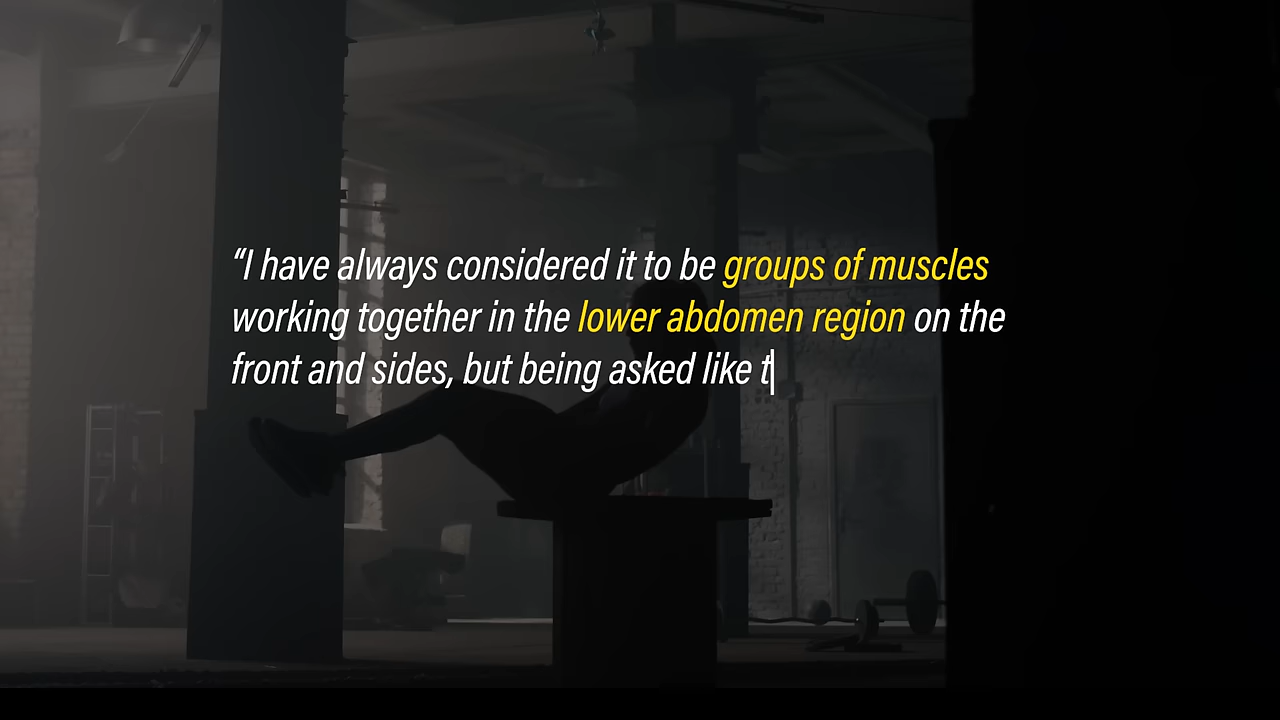 “I have always considered it to be groups of muscles
working together in the lower abdomen region on the
front and sides, but being asked like t